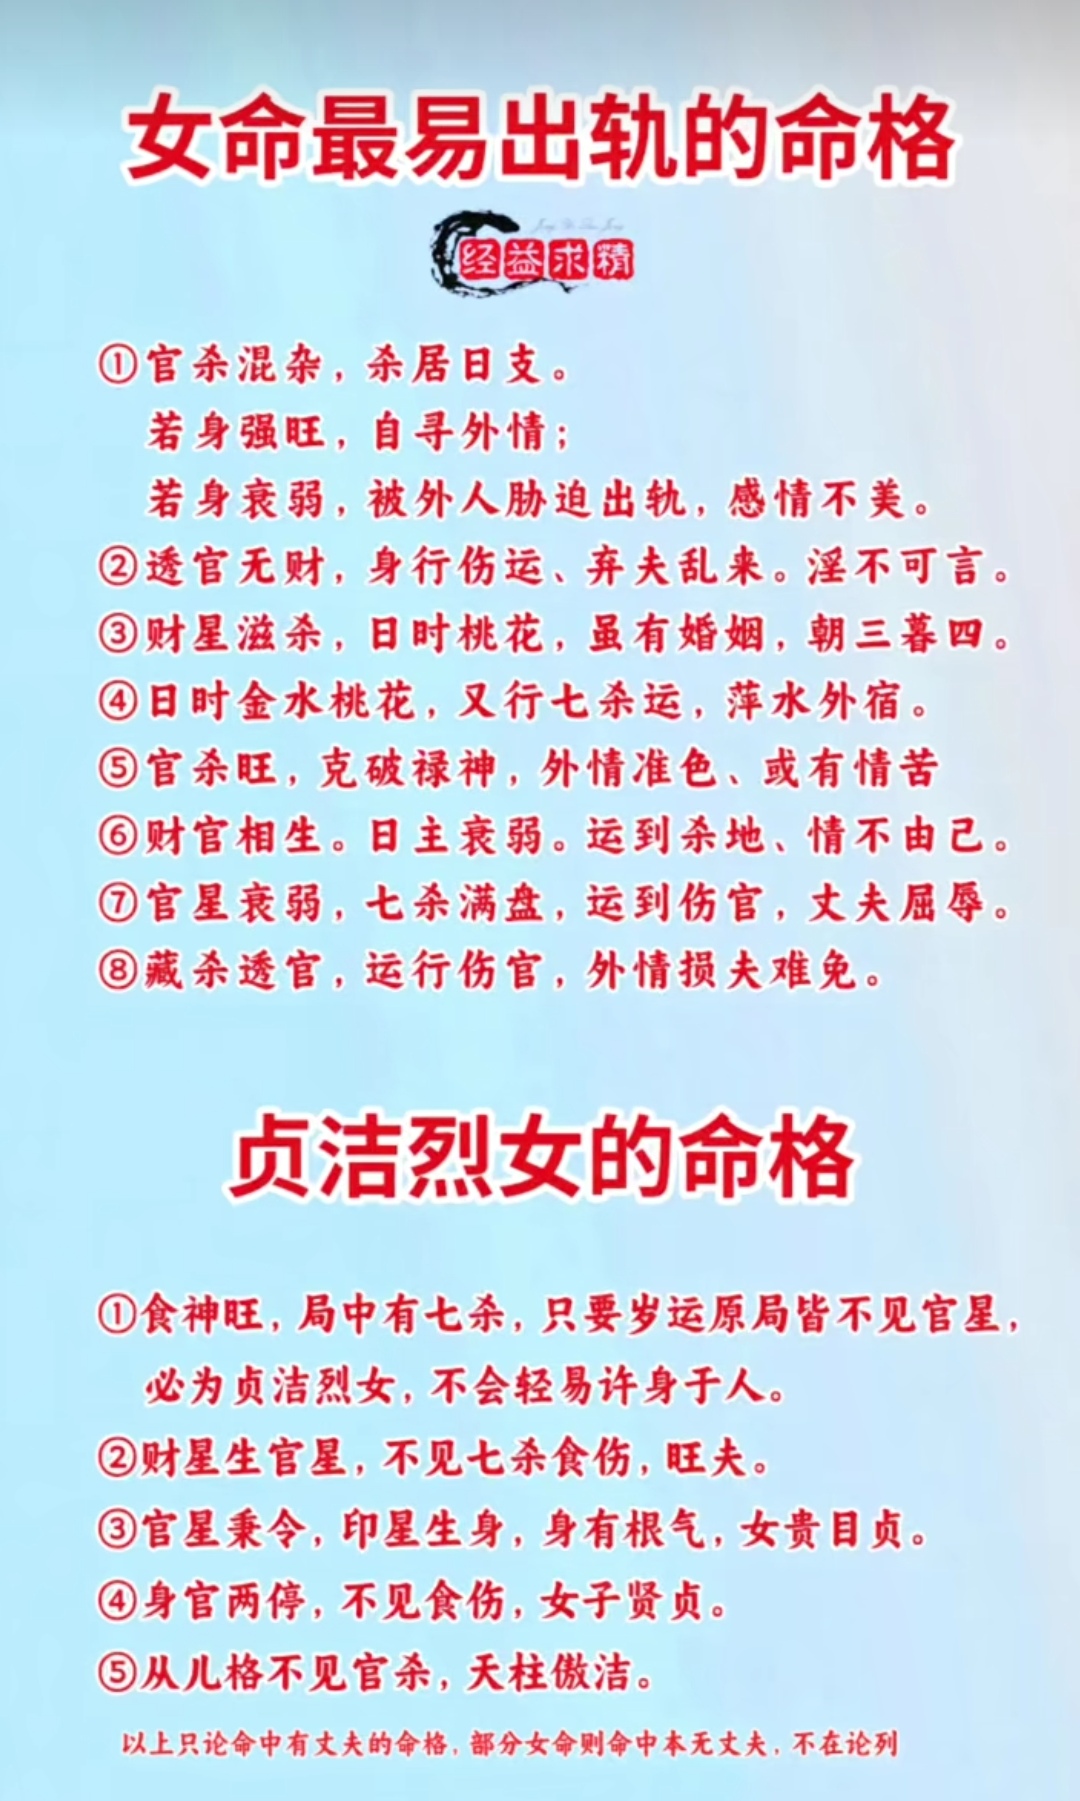 女命最易出轨的命格
经益求精
①官杀混杂，杀居日支。
若身强旺，自寻外情；
若身衰弱，被外人胁迫出轨，感情不美。
②透官无财，身行伤运、弃夫乱来。淫不可言。
③财星滋杀，日时桃花，虽有婚姻，朝三暮四。
④日时金水桃花，又行七杀运，萍水外宿。
⑤官杀旺，克破禄神，外情准色、或有情苦
⑥财官相生。日主衰弱。运到杀地、情不由己。
⑦官星衰弱，七杀满盘，运到伤官，丈夫屈辱。
⑧藏杀透官，运行伤官，外情损夫难免。
贞洁烈女的命格
①食神旺，局中有七杀，只要岁运原局皆不见官星，
必为贞洁烈女，不会轻易许身于人。
②财星生官星，不见七杀食伤，旺夫。
③官星秉令，印星生身，身有根气，女贵目贞。
④身官两停，不见食伤，女子贤贞。
⑤从儿格不见官杀，天柱傲洁。
以上只论命中有丈夫的命格，部分女命则命中本无丈夫，不在论列